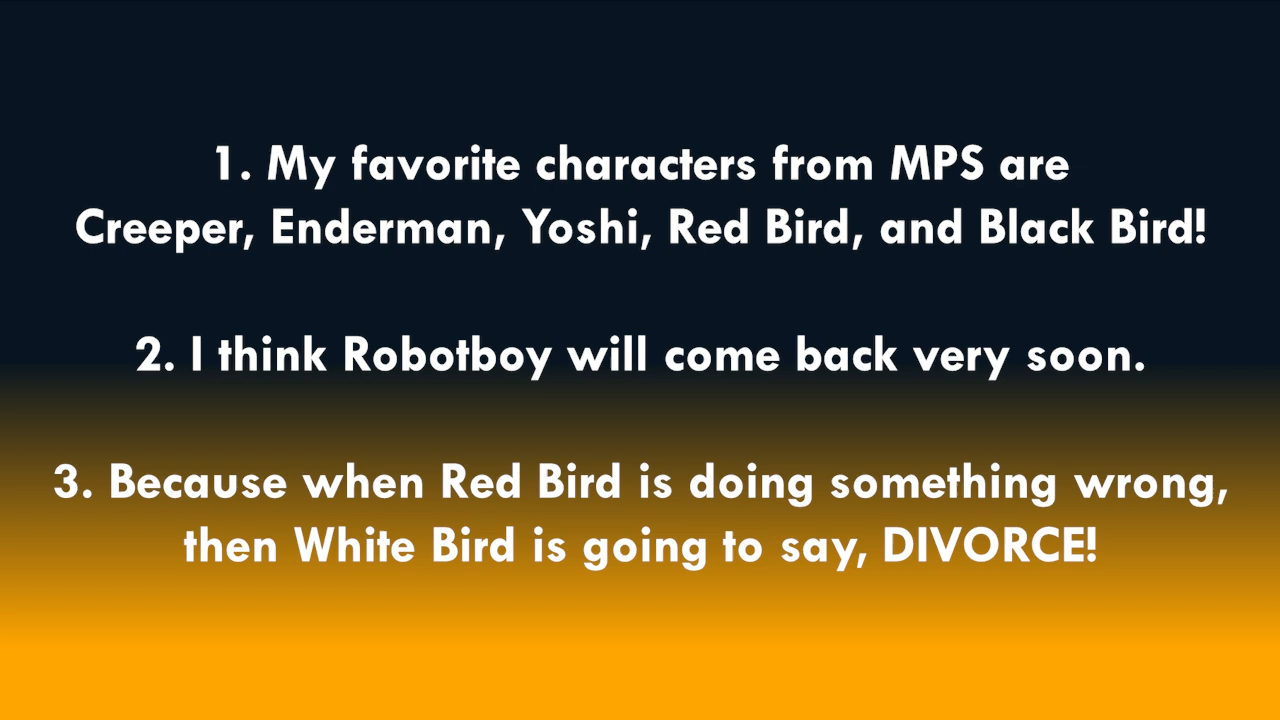 1. My favorite characters from MPS are
Creeper, Enderman, Yoshi, Red Bird, and Black Bird!
2. I think Robotboy will come back very soon.
3. Because when Red Bird is doing something wrong,
then White Bird is going to say, DIVORCE!